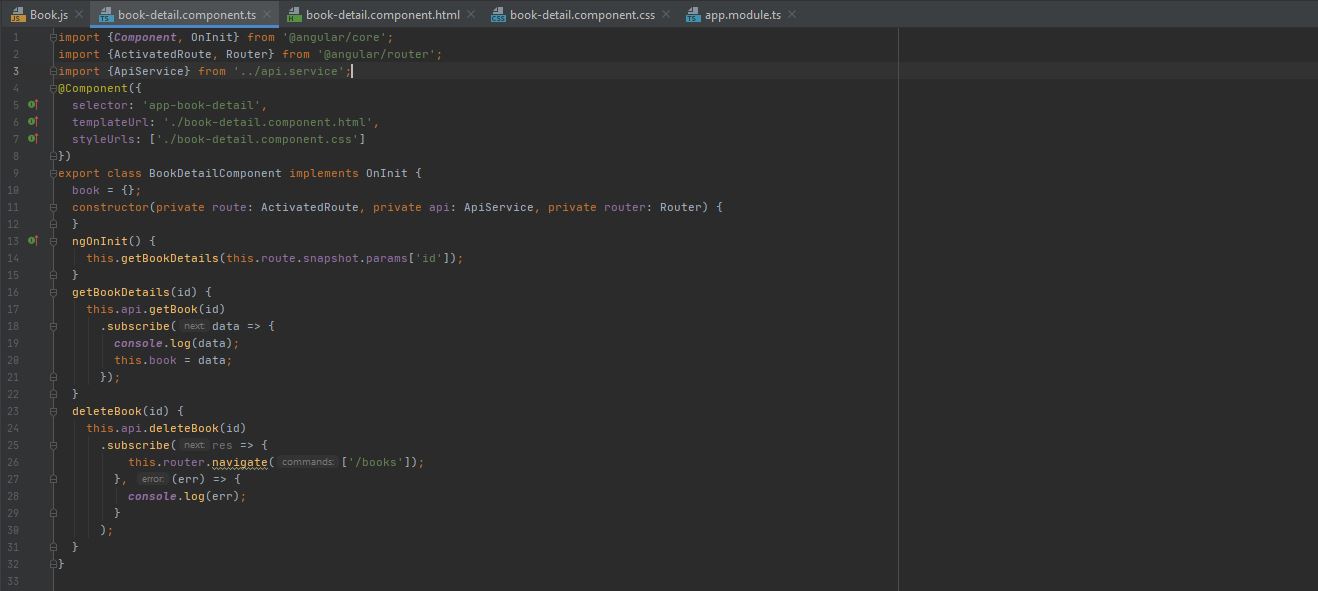 Book.js book-detail.component.ts book-detail.component.html book-detail.component.css app.module.ts
1 import {Component, OnInit} from '@angular/core';
2 import {ActivatedRoute, Router} from '@angular/router';
3 import {ApiService} from '../api.service';
4 @Component({
5 selector: 'app-book-detail',
6 templateUrl: './book-detail.component.html',
7 styleUrls: ['./book-detail.component.css']
8 })
9 export class BookDetailComponent implements OnInit {
10 book = {};
11 constructor(private route: ActivatedRoute, private api: ApiService, private router: Router) {
12 }
13 ngOnInit() {
14 this.getBookDetails(this.route.snapshot.params['id']);
15 }
16 getBookDetails(id) {
17 this.api.getBook(id)
18 .subscribe( next: data => {
19 console.log(data);
20 this.book = data;
21 });
22 }
23 deleteBook(id) {
24 this.api.deleteBook(id)
25 .subscribe( next: res => {
26 this.router.navigate( commands: ['/books']);
27 }, error: (err) => {
28 console.log(err);
29 }
30 );
31 }
32 }
33